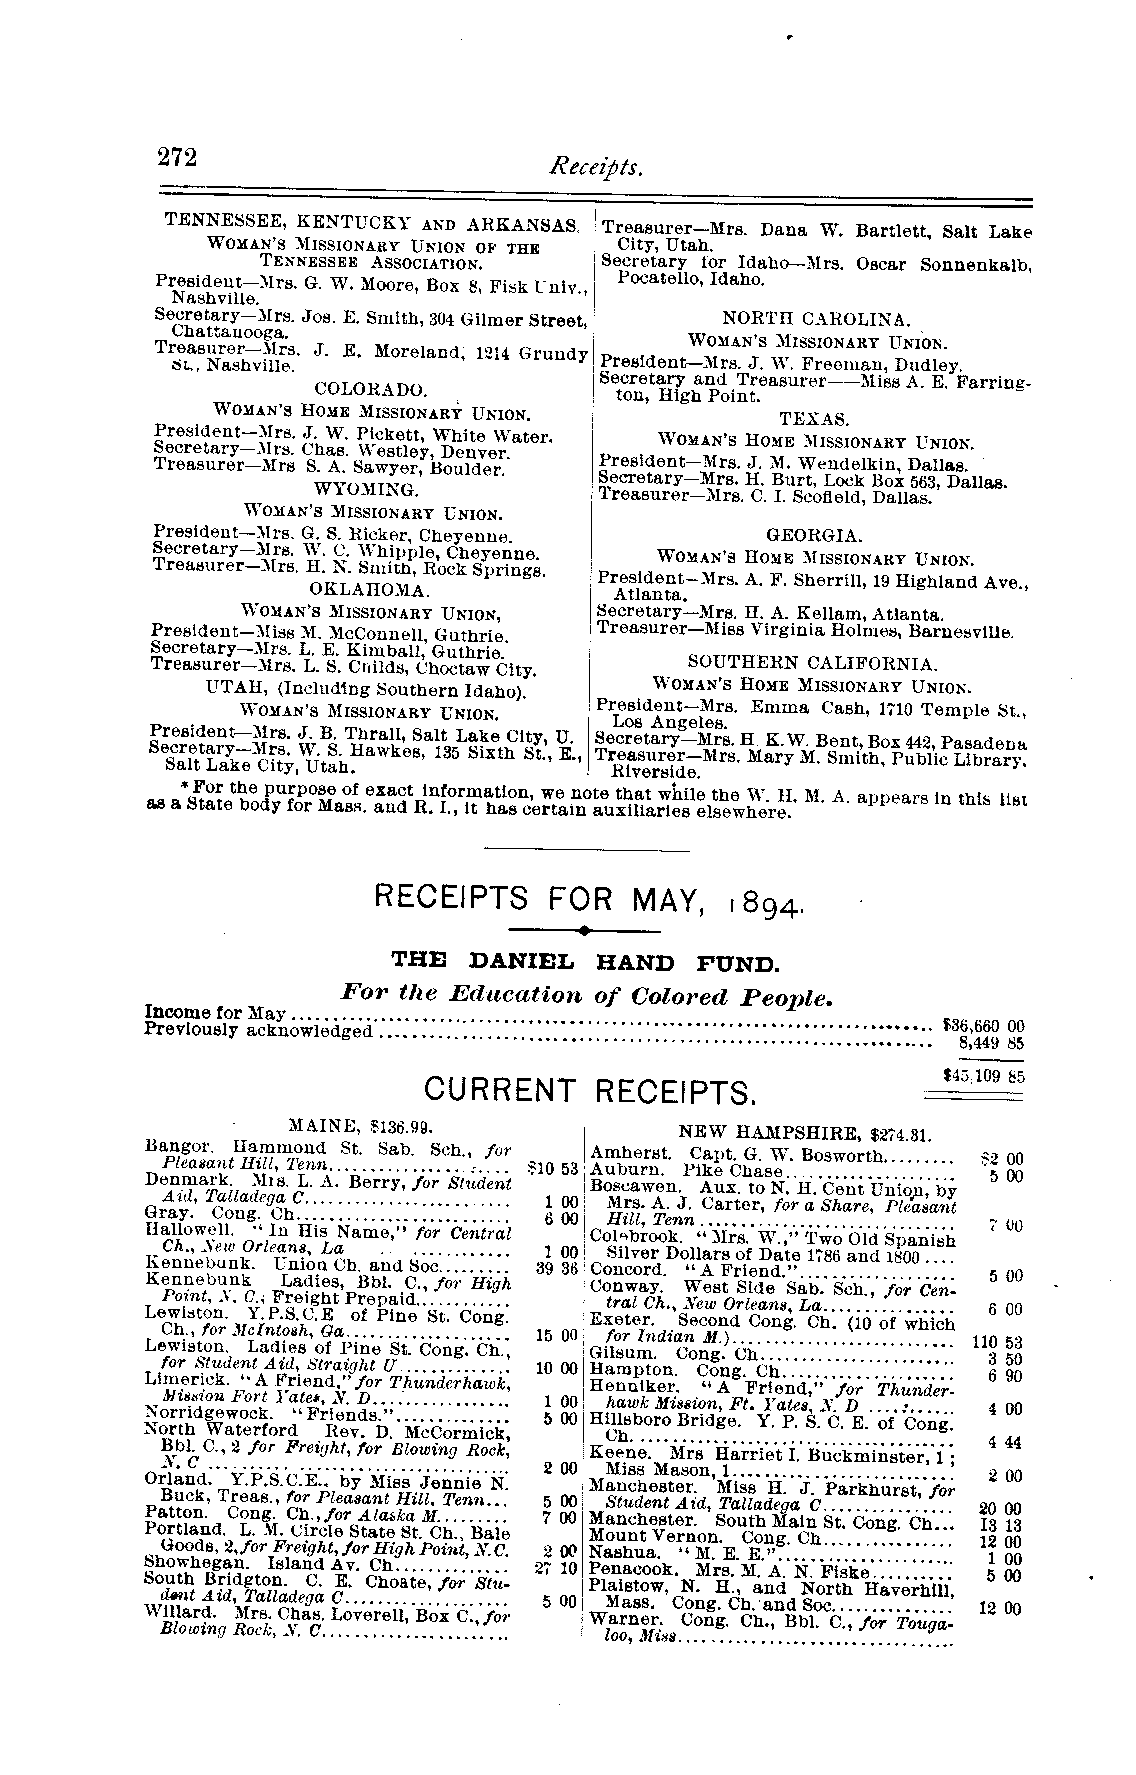 272
Receipts.
TENNESSEE, KENTUCKY AND ARKANSAS.
WOMAN'S MISSIONARY UNION OF THE
TENNESSEE ASSOCIATION.
President—Mrs. G. W. Moore, Box 8, Fisk Univ.,
Nashville.
Secretary—Mrs. Jos. E. Smith, 304 Gilmer Street,
Chattanooga.
Treasurer—Mrs. J. E. Moreland, 1214 Grundy
St., Nashville.
COLORADO.
WOMAN'S HOME MISSIONARY UNION.
President—Mrs. J. W. Pickett, White Water.
Secretary—Mrs. Chas. Westley, Denver.
Treasurer—Mrs S. A. Sawyer, Boulder.
WYOMING.
WOMAN'S MISSIONARY UNION.
President—Mrs. G. S. Ricker, Cheyenne.
Secretary—Mrs. W. C. Whipple, Cheyenne.
Treasurer—Mrs. H. N. Smith, Rock Springs.
OKLAHOMA.
WOMAN'S MISSIONARY UNION,
President—Miss M. McConnell, Guthrie.
Secretary—Mrs. L. E. Kimball, Guthrie.
Treasurer—Mrs. L. S. Childs, Choctaw City.
UTAH, (Including Southern Idaho).
WOMAN'S MISSIONARY UNION.
President—Mrs. J. B. Thrall, Salt Lake City, U.
Secretary—Mrs. W. S. Hawkes, 135 Sixth St., E.,
Salt Lake City, Utah.
Treasurer—Mrs. Dana W. Bartlett, Salt Lake
City, Utah.
Secretary for Idaho—Mrs. Oscar Sonnenkalb,
Pocatello, Idaho.
NORTH CAROLINA.
WOMAN'S MISSIONARY UNION.
President—Mrs. J. W. Freeman, Dudley.
Secretary and Treasurer——Miss A. E. Farring-
ton, High Point.
TEXAS.
WOMAN'S HOME MISSIONARY UNION.
President—Mrs. J. M. Wendelkin, Dallas.
Secretary—Mrs. H. Burt, Lock Box 563, Dallas.
Treasurer—Mrs. C. I. Scofield, Dallas.
GEORGIA.
WOMAN'S HOME MISSIONARY UNION.
President—Mrs. A. F. Sherrill, 19 Highland Ave.,
Atlanta.
Secretary—Mrs. H. A. Kellam, Atlanta.
Treasurer—Miss Virginia Holmes, Barnesville.
SOUTHERN CALIFORNIA.
WOMAN'S HOME MISSIONARY UNION.
President—Mrs. Emma Cash, 1710 Temple St.,
Los Angeles.
Secretary—Mrs. H. K. W. Bent, Box 442, Pasadena
Treasurer—Mrs. Mary M. Smith, Public Library,
Riverside.
*For the purpose of exact information, we note that while the W. H. M. A. appears in this list
as a State body for Mass. and R. I., it has certain auxiliaries elsewhere.
RECEIPTS FOR MAY, 1894.
THE DANIEL HAND FUND.
For the Education of Colored People.
Income for May.................... $36,660 00
Previously acknowledged.................... 8,449 85
$45,109 85
CURRENT RECEIPTS.
MAINE, $136.99.
Bangor. Hammond St. Sab. Sch., for
Pleasant Hill, Tenn.................... $10 53
Denmark. Mrs. L. A. Berry, for Student
Aid, Talladega C.................... 1 00
Gray. Cong. Ch.................... 6 00
Hallowell. "In His Name," for Central
Ch., New Orleans, La .................... 1 00
Kennebunk. Union Ch. and Soc......... 39 36
Kennebunk Ladies, Bbl. C., for High
Point, N. C.; Freight Prepaid............
Lewiston. Y.P.S.C.E of Pine St. Cong.
Ch., for McIntosh, Ga.................... 15 00
Lewiston. Ladies of Pine St. Cong. Ch.,
for Student Aid, Straight U.............. 10 00
Limerick. "A Friend," for Thunderhawk,
Mission Fort Yates, N. D................. 1 00
Norridgewock. "Friends."............. 5 00
North Waterford Rev. D. McCormick,
Bbl. C., 2 for Freight, for Blowing Rock,
N. C .................... 2 00
Orland. Y.P.S.C.E., by Miss Jennie N.
Buck, Treas., for Pleasant Hill, Tenn... 5 00
Patton. Cong. Ch., for Alaska M......... 7 00
Portland. L. M. Circle State St. Ch., Bale
Goods, 2, for Freight, for High Point, N. C. 2 00
Showhegan. Island Av. Ch.............. 27 10
South Bridgton. C. E. Choate, for Stu-
dent Aid, Talladega C.................... 5 00
Willard. Mrs. Chas. Loverell, Box C., for
Blowing Rock, N. C.......................
NEW HAMPSHIRE, $274.31.
Amherst. Capt. G. W. Bosworth......... $2 00
Auburn. Pike Chase.................... 5 00
Boscawen. Aux. to N. H. Cent Union, by
Mrs. A. J. Carter, for a Share, Pleasant
Hill, Tenn .................... 7 00
Colebrook. "Mrs. W.," Two Old Spanish
Silver Dollars of Date 1786 and 1800....
Concord. "A Friend."................... 5 00
Conway. West Side Sab. Sch., for Cen-
tral Ch., New Orleans, La................ 6 00
Exeter. Second Cong. Ch. (10 of which
for Indian M.).................... 110 53
Gilsum. Cong. Ch.................... 3 50
Hampton. Cong. Ch.................... 6 90
Henniker. "A Friend," for Thunder-
hawk Mission, Ft. Yates, N. D .......... 4 00
Hillsboro Bridge. Y. P. S. C. E. of Cong.
Ch.................... 4 44
Keene. Mrs Harriet I. Buckminster, 1;
Miss Mason, 1.................... 2 00
Manchester. Miss H. J. Parkhurst, for
Student Aid, Talladega C................ 20 00
Manchester. South Main St. Cong. Ch... 13 13
Mount Vernon. Cong. Ch................ 12 00
Nashua. "M. E. E."..................... 1 00
Penacook. Mrs. M. A. N. Fiske.......... 5 00
Plaistow, N. H., and North Haverhill,
Mass. Cong. Ch. and Soc............... 12 00
Warner. Cong. Ch., Bbl. C., for Touga-
loo, Miss.................................